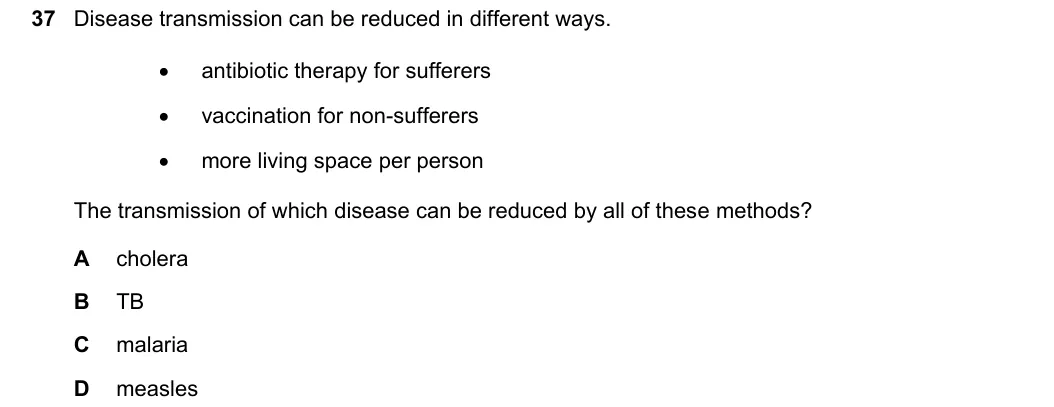 37 Disease transmission can be reduced in different ways.
• antibiotic therapy for sufferers
• vaccination for non-sufferers
• more living space per person
The transmission of which disease can be reduced by all of these methods?
A cholera
B TB
C malaria
D measles